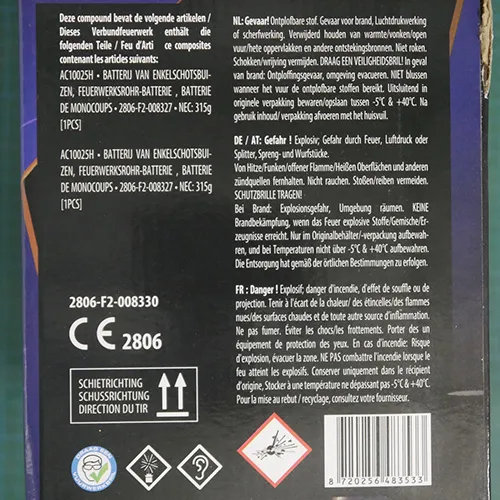 Deze compound bevat de volgende artikelen /
Dieses Verbundfeuerwerk enthält die
folgenden Teile / Feu d'Arti ce composites
contenant les articles suivants:
AC10025H • BATTERIJ VAN ENKELSCHOTSBUI-
ZEN, FEUERWERKSROHR-BATTERIE, BATTERIE
DE MONOCOUPS • 2806-F2-008327 • NEC: 315g
[1PCS]
AC10025H • BATTERIJ VAN ENKELSCHOTSBUI-
ZEN, FEUERWERKSROHR-BATTERIE, BATTERIE
DE MONOCOUPS • 2806-F2-008327 • NEC: 315g
[1PCS]
2806-F2-008330
CE 2806
SCHIETRICHTING
SCHUSSRICHTUNG
DIRECTION DU TIR
NL: Gevaar! Ontplofbare stof. Gevaar voor brand, Luchtdrukwerking
of scherfwerking. Verwijderd houden van warmte/vonken/open
vuur/hete oppervlakken en andere ontstekingsbronnen. Niet roken.
Schokken/wrijving vermijden. DRAAG EEN VEILIGHEIDSBRIL! In geval
van brand: Ontploffingsgevaar, omgeving evacueren. NIET blussen
wanneer het vuur de ontplofbare stoffen bereikt. Uitsluitend in
originele verpakking bewaren/opslaan tussen -5°C & +40°C. Na
gebruik inhoud/ verpakking afvoeren met het huisvuil.
DE / AT: Gefahr ! Explosiv; Gefahr durch Feuer, Luftdruck oder
Splitter, Spreng- und Wurfstücke.
Von Hitze/Funken/offener Flamme/Heißen Oberflächen und anderen
zündquellen fernhalten. Nicht rauchen. Stoßen/reiben vermeiden.
SCHUTZBRILLE TRAGEN!
Bei Brand: Explosionsgefahr, Umgebung räumen. KEINE
Brandbekämpfung, wenn das Feuer explosive Stoffe/Gemische/Er-
zeugnisse erreicht. Nur im Originalbehälter/-verpackung aufbewah-
ren, und bei Temperaturen nicht über -5°C & +40°C aufbewahren.
Die Entsorgung hat gemäß der örtlichen Bestimmungen zu erfolgen.
FR : Danger ! Explosif; danger d'incendie, d'effet de souffle ou de
projection. Tenir à l'écart de la chaleur/ des étincelles/des flammes
nues/des surfaces chaudes et de toute autre source d'inflammation.
Ne pas fumer. Éviter les chocs/les frottements. Porter des un
équipement de protection des yeux. En cas d'incendie: Risque
d'explosion, évacuer la zone. NE PAS combattre l'incendie lorsque le
feu atteint les explosifs. Conserver uniquement dans le récipient
d'origine, Stocker à une température ne dépassant pas -5°C & +40°C.
Pour la mise au rebut / recyclage, consultez votre fournisseur.
8 720256 483533